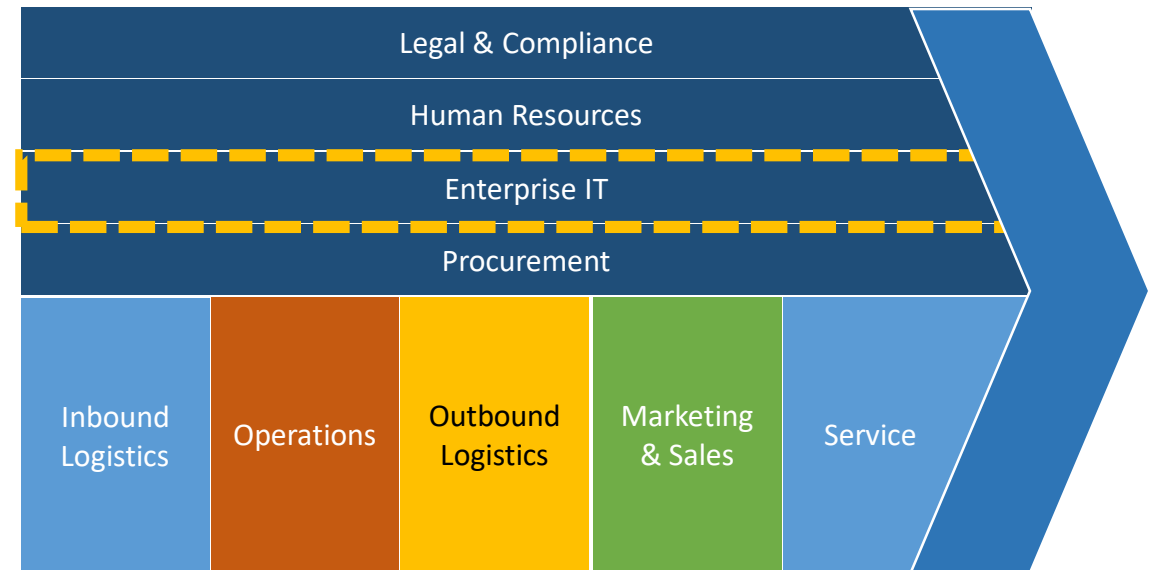 Legal & Compliance
Human Resources
Enterprise IT
Procurement
Inbound
Logistics
Operations
Outbound
Logistics
Marketing
& Sales
Service